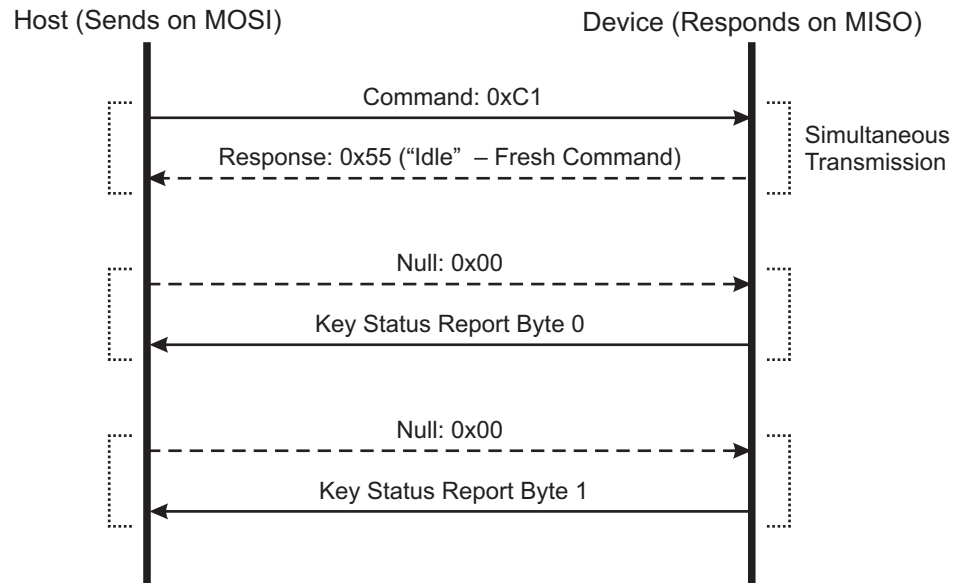 Host (Sends on MOSI)
Device (Responds on MISO)
Command: 0xC1
Response: 0x55 (“Idle” – Fresh Command)
Simultaneous
Transmission
Null: 0x00
Key Status Report Byte 0
Null: 0x00
Key Status Report Byte 1